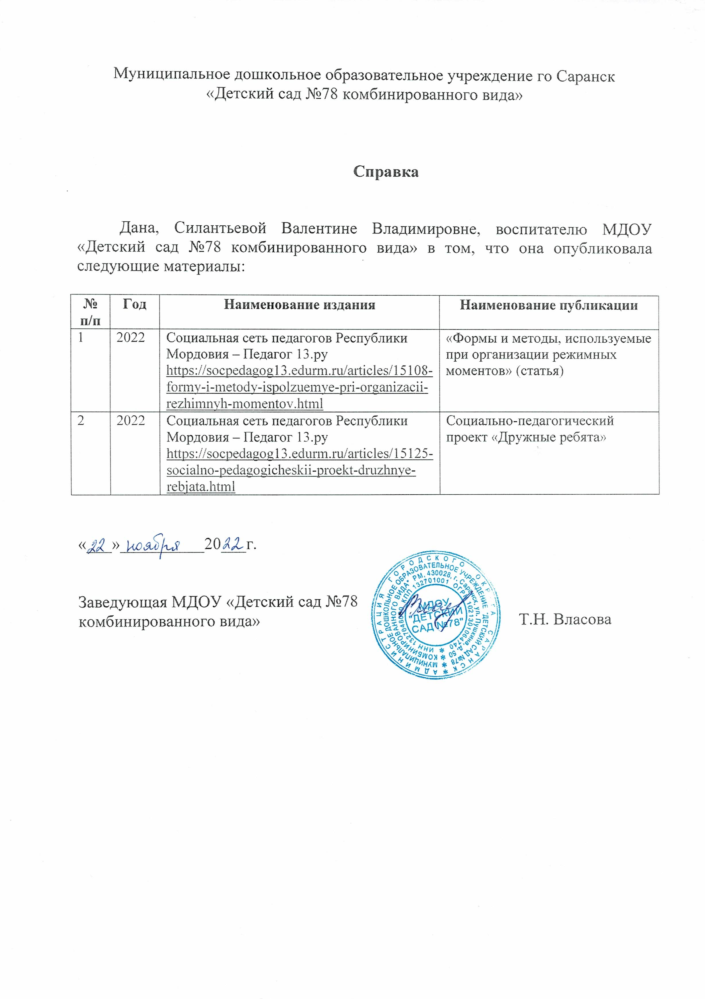 Муниципальное дошкольное образовательное учреждение го Саранск
«Детский сад №78 комбинированного вида»
Справка
Дана, Силантьевой Валентине Владимировне, воспитателю МДОУ
«Детский сад №78 комбинированного вида» в том, что она опубликовала
следующие материалы:
№ п/п
Год
Наименование издания
Наименование публикации
1
2022
Социальная сеть педагогов Республики
Мордовия – Педагог 13.ру
https://socpedagog13.edurm.ru/articles/15108-
formy-i-metody-ispolzuemye-pri-organizacii-
rezhimnyh-momentov.html
«Формы и методы, используемые
при организации режимных
моментов» (статья)
2
2022
Социальная сеть педагогов Республики
Мордовия – Педагог 13.ру
https://socpedagog13.edurm.ru/articles/15125-
socialno-pedagogicheskii-proekt-druzhnye-
rebjata.html
Социально-педагогический
проект «Дружные ребята»
«22» ноября 2022 г.
Заведующая МДОУ «Детский сад №78
комбинированного вида»
Т.Н. Власова
АДМИНИСТРАЦИЯ ГОРОДСКОГО САРАНСК
МУНИЦИПАЛЬНОЕ ДОШКОЛЬНОЕ ОБРАЗОВАТЕЛЬНОЕ УЧРЕЖДЕНИЕ "ДЕТСКИЙ САД №78
КОМБИНИРОВАННОГО ВИДА" РМ, 430028, г. Саранск, ул. Пушкина, д. 50
КПП 132701001 1021301064740
МДОУ
"ДЕТСКИЙ
САД №78"